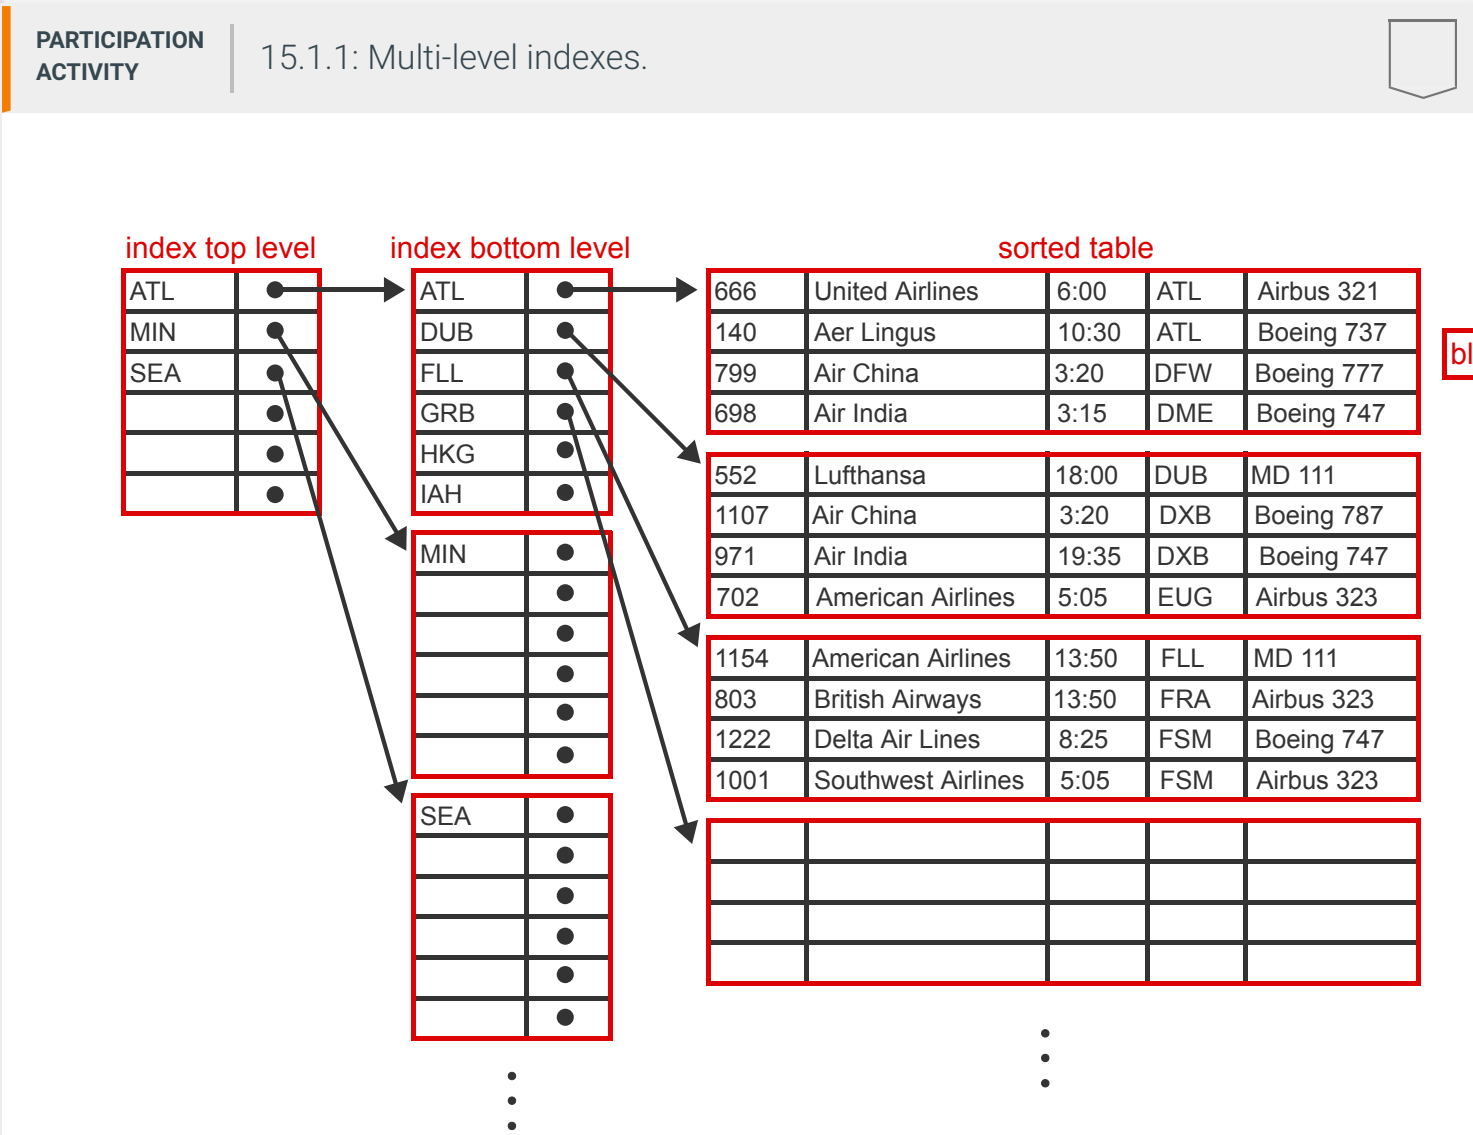 PARTICIPATION
ACTIVITY
15.1.1: Multi-level indexes.
index top level
ATL
MIN
SEA
index bottom level
ATL
DUB
FLL
GRB
HKG
IAH
MIN
SEA
sorted table
666 United Airlines 6:00 ATL Airbus 321
140 Aer Lingus 10:30 ATL Boeing 737
799 Air China 3:20 DFW Boeing 777
698 Air India 3:15 DME Boeing 747
552 Lufthansa 18:00 DUB MD 111
1107 Air China 3:20 DXB Boeing 787
971 Air India 19:35 DXB Boeing 747
702 American Airlines 5:05 EUG Airbus 323
1154 American Airlines 13:50 FLL MD 111
803 British Airways 13:50 FRA Airbus 323
1222 Delta Air Lines 8:25 FSM Boeing 747
1001 Southwest Airlines 5:05 FSM Airbus 323